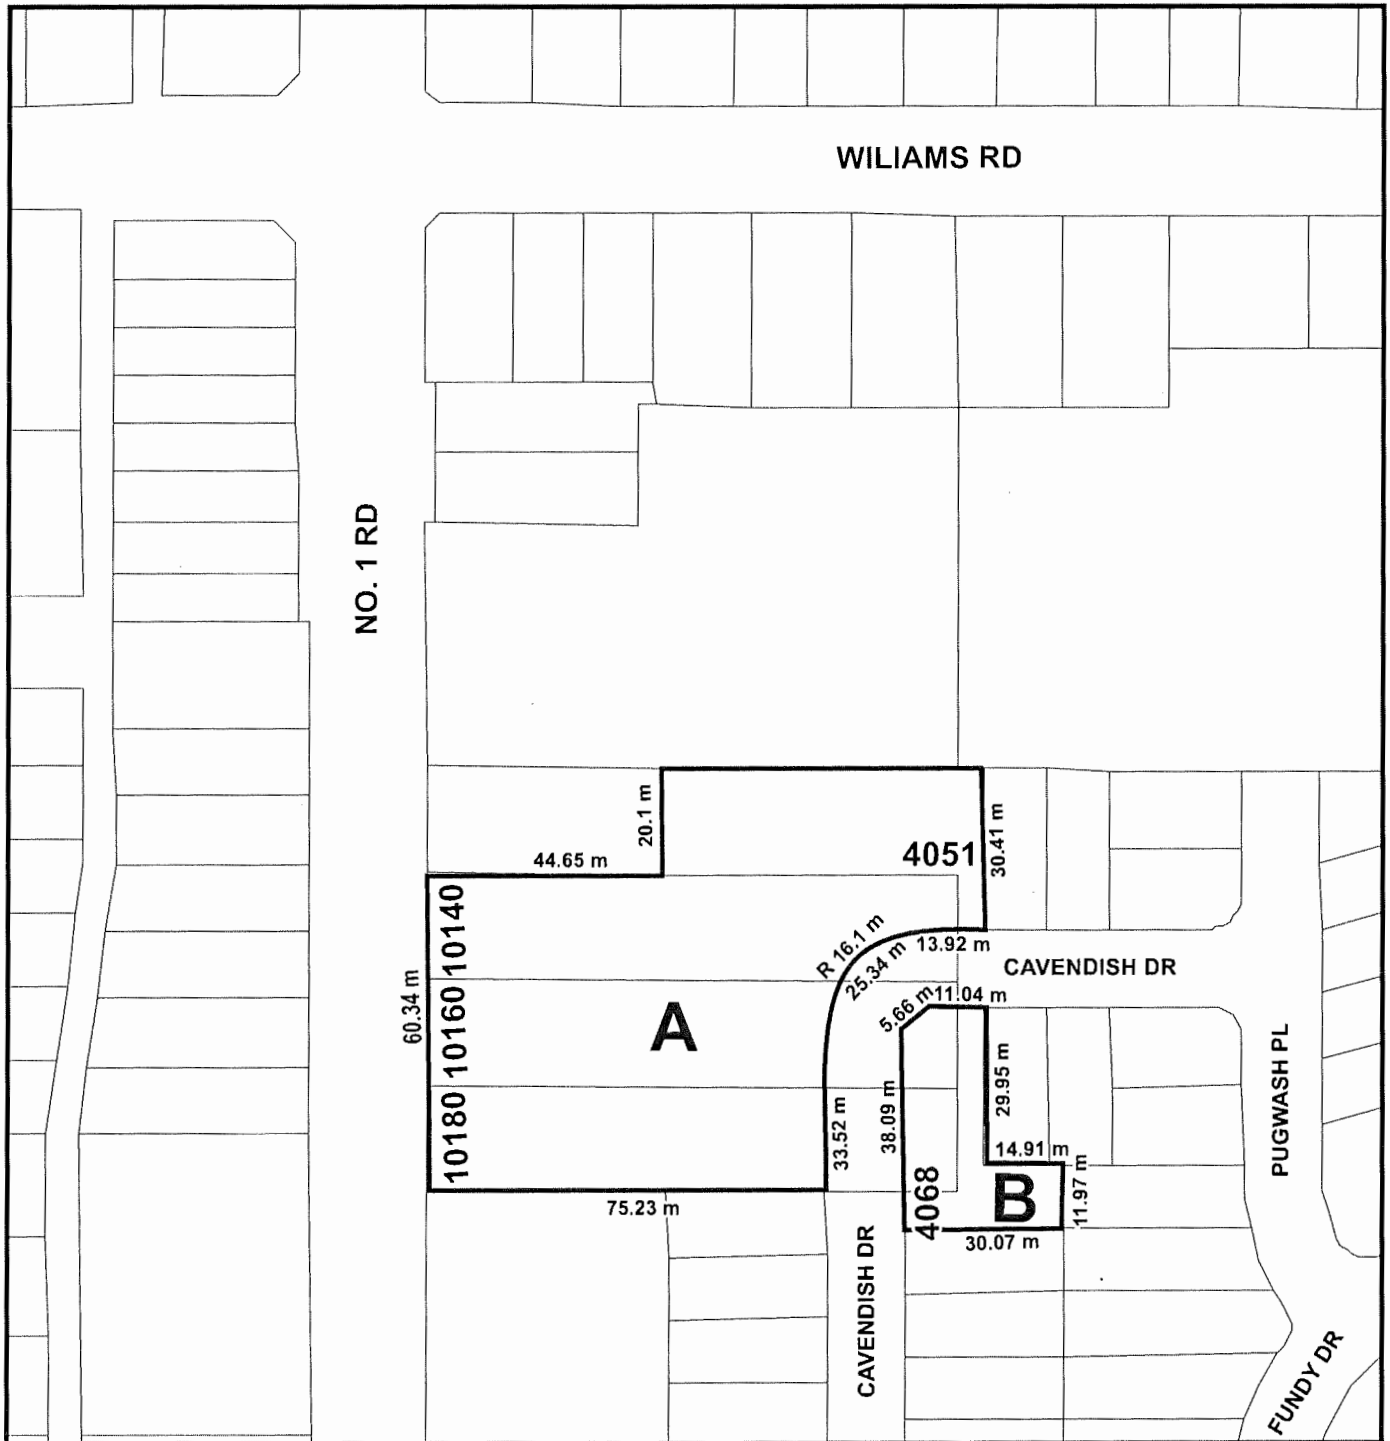 WILIAMS RD
NO. 1 RD
20.1 m
44.65 m
4051
30.41 m
10140
R 16.1 m
25.34 m
13.92 m
CAVENDISH DR
60.34 m
10160
A
5.66 m
11.04 m
29.95 m
PUGWASH PL
10180
33.52 m
38.09 m
14.91 m
11.97 m
4068
B
75.23 m
30.07 m
CAVENDISH DR
FUNDY DR